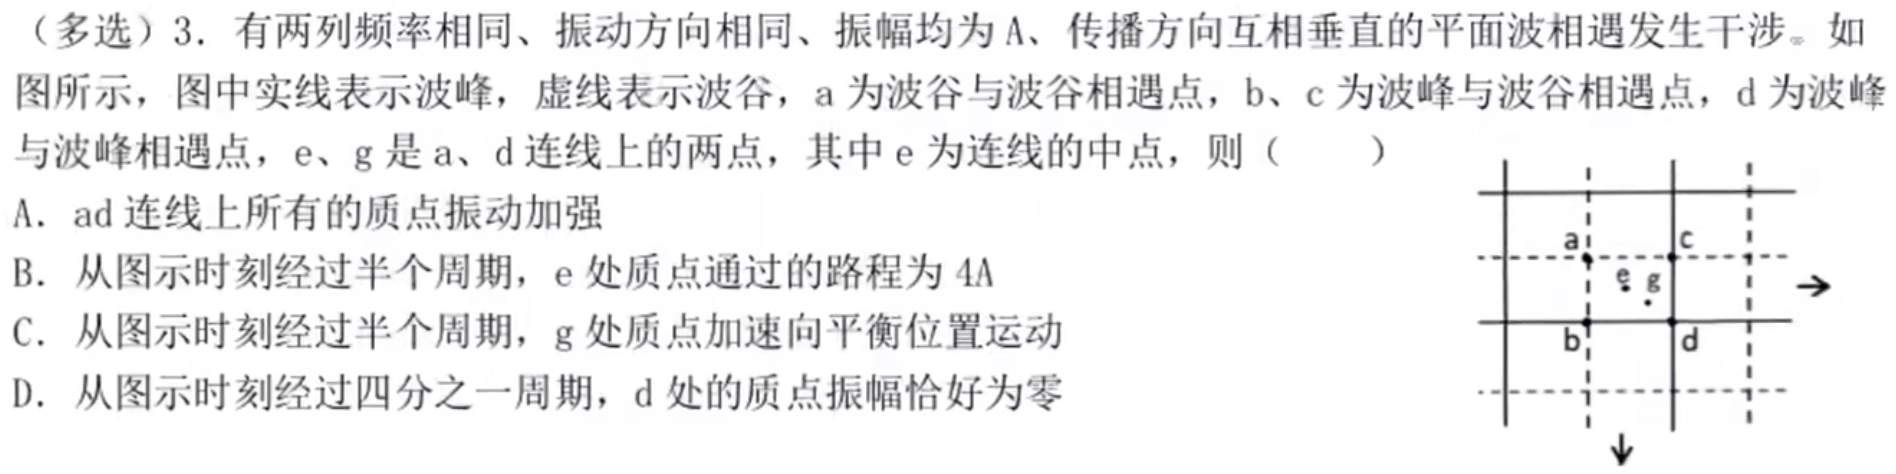 （多选）3. 有两列频率相同、振动方向相同、振幅均为 A、传播方向互相垂直的平面波相遇发生干涉。如
图所示，图中实线表示波峰，虚线表示波谷，a 为波谷与波谷相遇点，b、c 为波峰与波谷相遇点，d 为波峰
与波峰相遇点，e、g 是 a、d 连线上的两点，其中 e 为连线的中点，则（　　）
A. ad 连线上所有的质点振动加强
B. 从图示时刻经过半个周期，e 处质点通过的路程为 4A
C. 从图示时刻经过半个周期，g 处质点加速向平衡位置运动
D. 从图示时刻经过四分之一周期，d 处的质点振幅恰好为零
a c
e g
b d